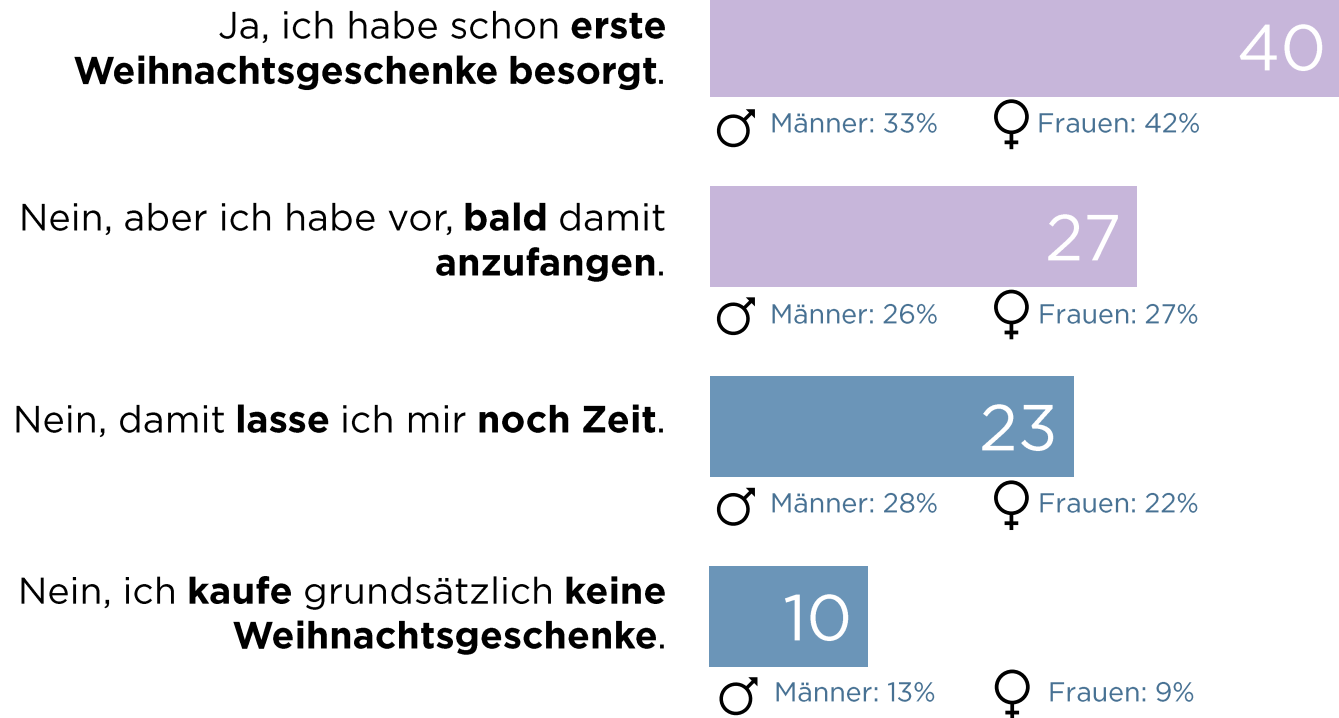 Ja, ich habe schon erste
Weihnachtsgeschenke besorgt.
40
Männer: 33% Frauen: 42%
Nein, aber ich habe vor, bald damit
anzufangen.
27
Männer: 26% Frauen: 27%
Nein, damit lasse ich mir noch Zeit.
23
Männer: 28% Frauen: 22%
Nein, ich kaufe grundsätzlich keine
Weihnachtsgeschenke.
10
Männer: 13% Frauen: 9%